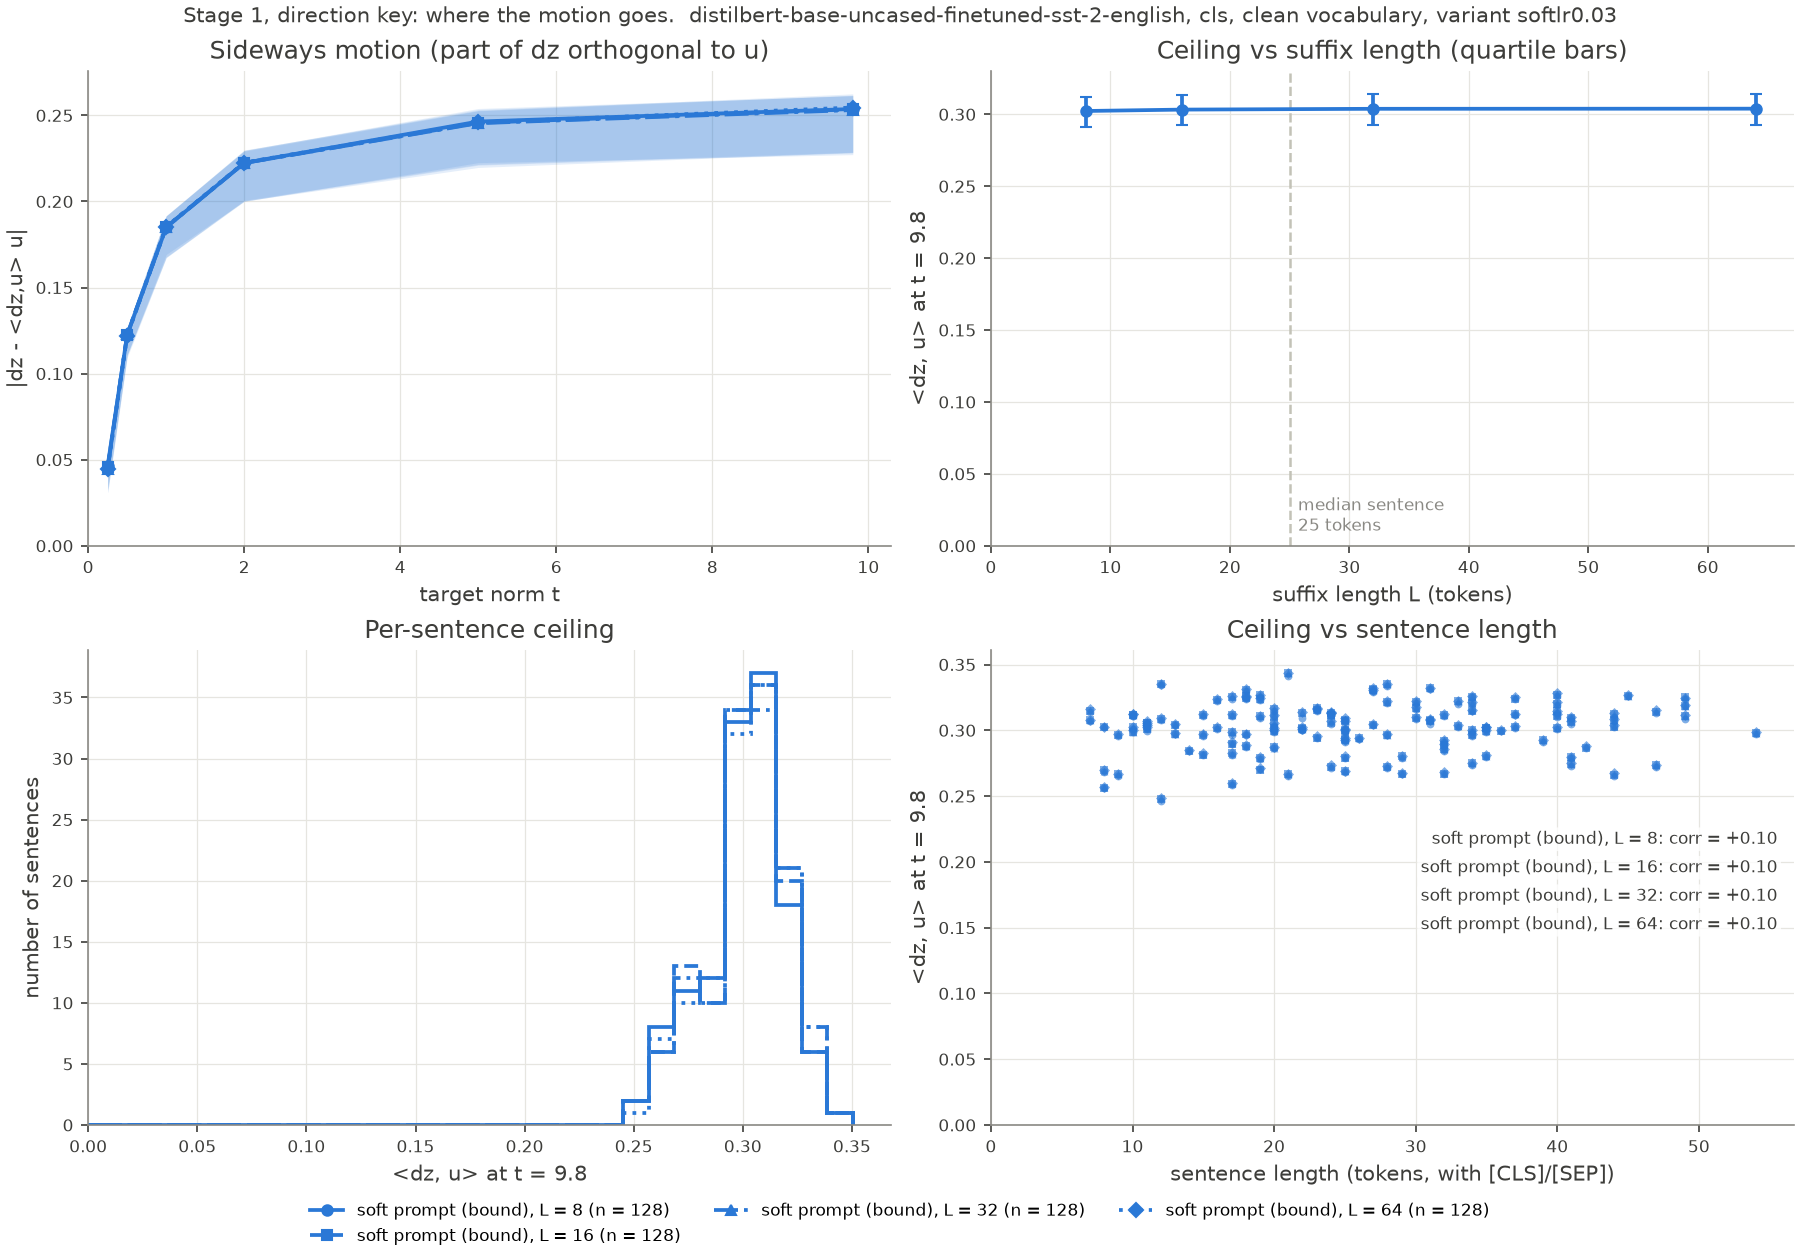 Stage 1, direction key: where the motion goes.  distilbert-base-uncased-finetuned-sst-2-english, cls, clean vocabulary, variant softlr0.03
Sideways motion (part of dz orthogonal to u)
|dz - <dz,u> u|
0.25
0.20
0.15
0.10
0.05
0.00
0 2 4 6 8 10
target norm t
Ceiling vs suffix length (quartile bars)
<dz, u> at t = 9.8
0.30
0.25
0.20
0.15
0.10
0.05
0.00
median sentence
25 tokens
0 10 20 30 40 50 60
suffix length L (tokens)
Per-sentence ceiling
number of sentences
35
30
25
20
15
10
5
0
0.00 0.05 0.10 0.15 0.20 0.25 0.30 0.35
<dz, u> at t = 9.8
Ceiling vs sentence length
<dz, u> at t = 9.8
0.35
0.30
0.25
0.20
0.15
0.10
0.05
0.00
soft prompt (bound), L = 8: corr = +0.10
soft prompt (bound), L = 16: corr = +0.10
soft prompt (bound), L = 32: corr = +0.10
soft prompt (bound), L = 64: corr = +0.10
0 10 20 30 40 50
sentence length (tokens, with [CLS]/[SEP])
soft prompt (bound), L = 8 (n = 128)
soft prompt (bound), L = 16 (n = 128)
soft prompt (bound), L = 32 (n = 128)
soft prompt (bound), L = 64 (n = 128)